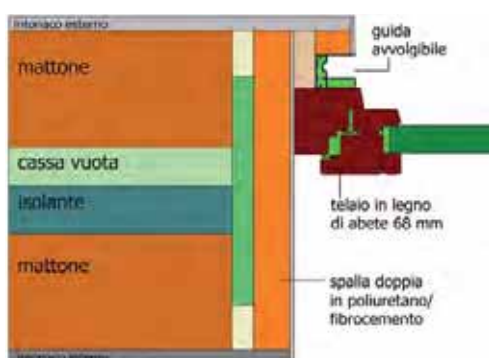 Intonaco esterno
mattone
cassa vuota
isolante
mattone
guida
avvolgibile
telaio in legno
di abete 68 mm
spalla doppia
in poliuretano/
fibrocemento